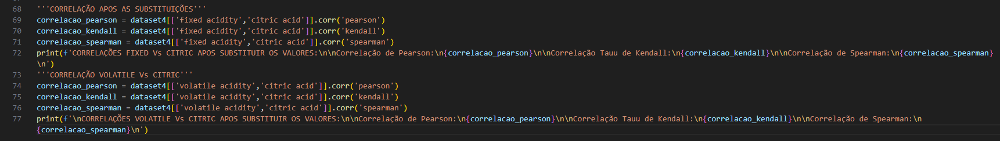 68 '''CORRELAÇÃO APOS AS SUBSTITUIÇÕES'''
69 correlacao_pearson = dataset4[['fixed acidity','citric acid']].corr('pearson')
70 correlacao_kendall = dataset4[['fixed acidity','citric acid']].corr('kendall')
71 correlacao_spearman = dataset4[['fixed acidity','citric acid']].corr('spearman')
72 print(f'CORRELAÇÕES FIXED Vs CITRIC APOS SUBSTITUIR OS VALORES:\n\nCorrelação de Pearson:\n{correlacao_pearson}\n\nCorrelação Tauu de Kendall:\n{correlacao_kendall}\n\nCorrelação de Spearman:\n{correlacao_spearman}
\n')
73 '''CORRELAÇÃO VOLATILE Vs CITRIC'''
74 correlacao_pearson = dataset4[['volatile acidity','citric acid']].corr('pearson')
75 correlacao_kendall = dataset4[['volatile acidity','citric acid']].corr('kendall')
76 correlacao_spearman = dataset4[['volatile acidity','citric acid']].corr('spearman')
77 print(f'\nCORRELAÇÕES VOLATILE Vs CITRIC APOS SUBSTITUIR OS VALORES:\n\nCorrelação de Pearson:\n{correlacao_pearson}\n\nCorrelação Tauu de Kendall:\n{correlacao_kendall}\n\nCorrelação de Spearman:\n
{correlacao_spearman}\n')